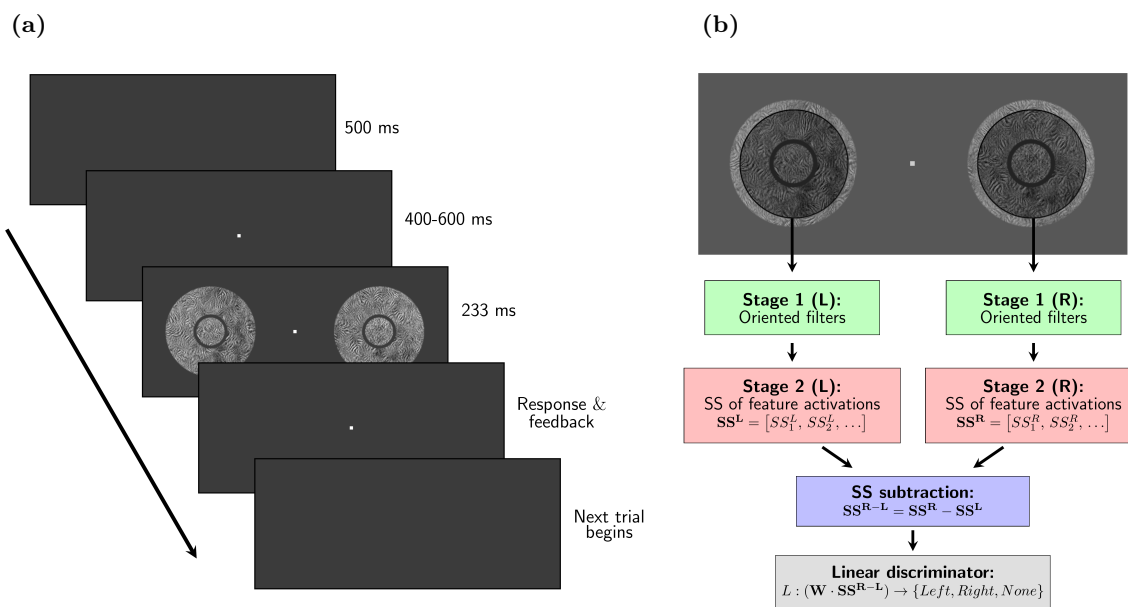 (a)
500 ms
400-600 ms
233 ms
Response &
feedback
Next trial
begins
(b)
Stage 1 (L):
Oriented filters
Stage 1 (R):
Oriented filters
Stage 2 (L):
SS of feature activations
SS^L = [SS_1^L, SS_2^L, ...]
Stage 2 (R):
SS of feature activations
SS^R = [SS_1^R, SS_2^R, ...]
SS subtraction:
SS^{R−L} = SS^R − SS^L
Linear discriminator:
L : (W · SS^{R−L}) → {Left, Right, None}